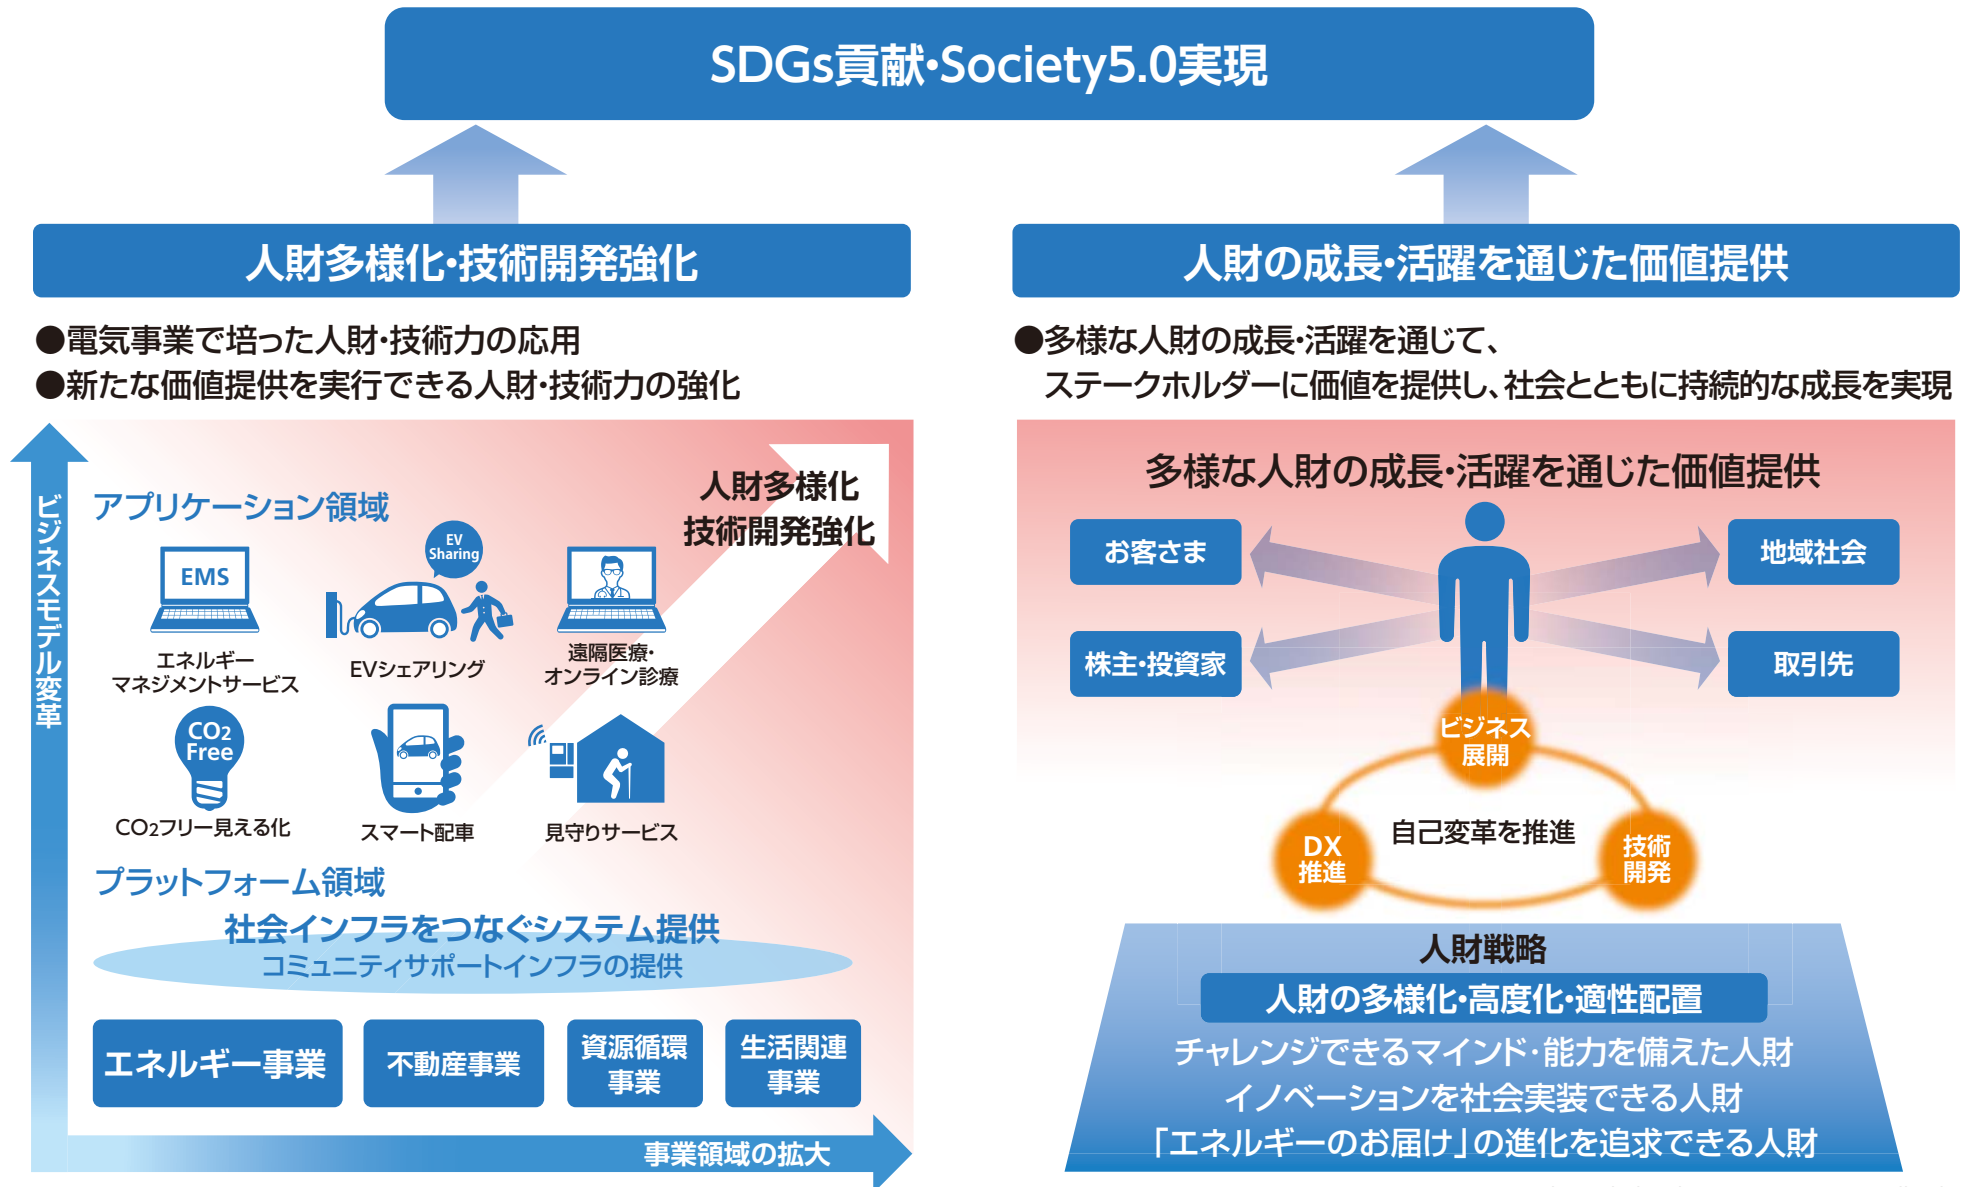 SDGs貢献・Society5.0実現
人財多様化・技術開発強化
●電気事業で培った人財・技術力の応用
●新たな価値提供を実行できる人財・技術力の強化
ビジネスモデル変革
人財多様化
技術開発強化
アプリケーション領域
EMS
エネルギー
マネジメントサービス
EV
Sharing
EVシェアリング
遠隔医療・
オンライン診療
CO2
Free
CO2フリー見える化
スマート配車
見守りサービス
プラットフォーム領域
社会インフラをつなぐシステム提供
コミュニティサポートインフラの提供
エネルギー事業
不動産事業
資源循環
事業
生活関連
事業
事業領域の拡大
人財の成長・活躍を通じた価値提供
●多様な人財の成長・活躍を通じて、
ステークホルダーに価値を提供し、社会とともに持続的な成長を実現
多様な人財の成長・活躍を通じた価値提供
お客さま
地域社会
株主・投資家
取引先
ビジネス
展開
自己変革を推進
DX
推進
技術
開発
人財戦略
人財の多様化・高度化・適性配置
チャレンジできるマインド・能力を備えた人財
イノベーションを社会実装できる人財
「エネルギーのお届け」の進化を追求できる人財